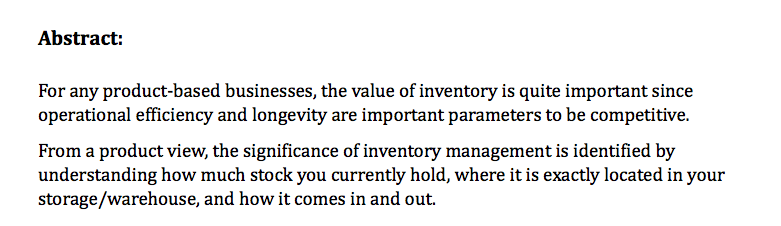 Abstract:
For any product-based businesses, the value of inventory is quite important since
operational efficiency and longevity are important parameters to be competitive.
From a product view, the significance of inventory management is identified by
understanding how much stock you currently hold, where it is exactly located in your
storage/warehouse, and how it comes in and out.